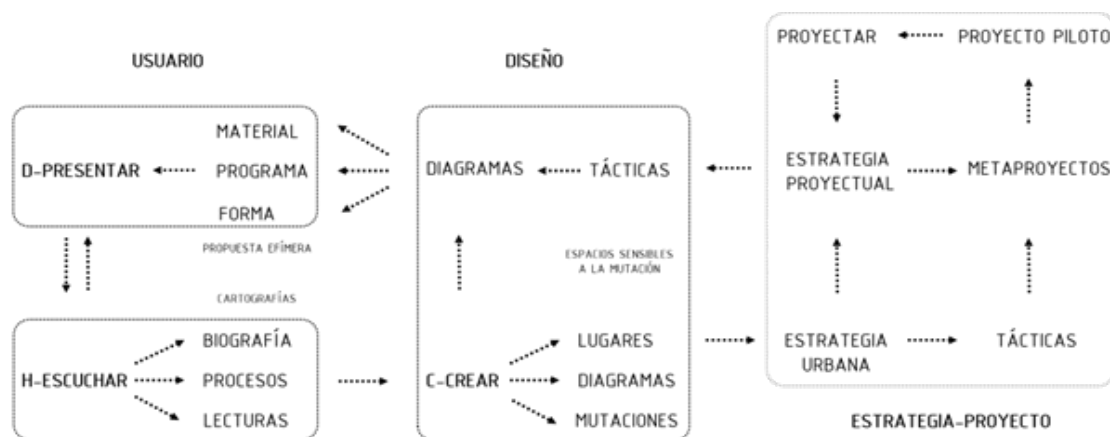 USUARIO
D-PRESENTAR
MATERIAL
PROGRAMA
FORMA
PROPUESTA EFÍMERA
CARTOGRAFÍAS
H-ESCUCHAR
BIOGRAFÍA
PROCESOS
LECTURAS
DISEÑO
DIAGRAMAS
TÁCTICAS
ESPACIOS SENSIBLES
A LA MUTACIÓN
C-CREAR
LUGARES
DIAGRAMAS
MUTACIONES
PROYECTAR
PROYECTO PILOTO
ESTRATEGIA
PROYECTUAL
METAPROYECTOS
ESTRATEGIA
URBANA
TÁCTICAS
ESTRATEGIA-PROYECTO